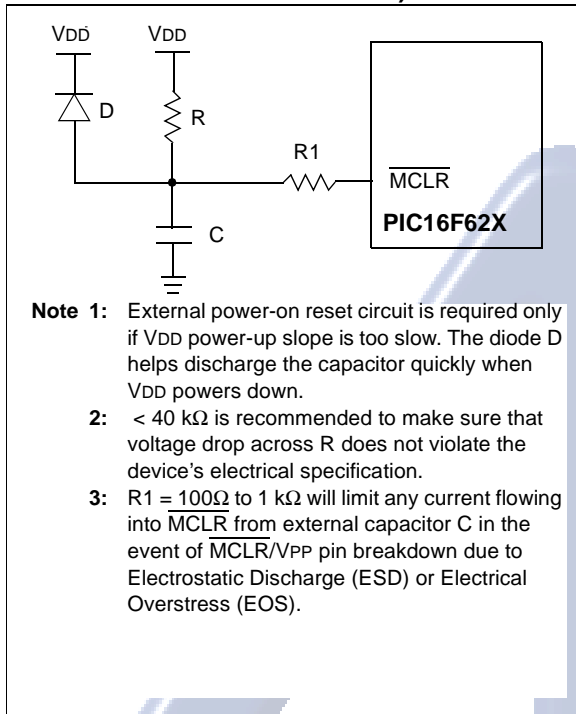 VDD VDD
D
R
R1
MCLR
PIC16F62X
C
Note 1: External power-on reset circuit is required only
if VDD power-up slope is too slow. The diode D
helps discharge the capacitor quickly when
VDD powers down.
2: < 40 kΩ is recommended to make sure that
voltage drop across R does not violate the
device's electrical specification.
3: R1 = 100Ω to 1 kΩ will limit any current flowing
into MCLR from external capacitor C in the
event of MCLR/VPP pin breakdown due to
Electrostatic Discharge (ESD) or Electrical
Overstress (EOS).